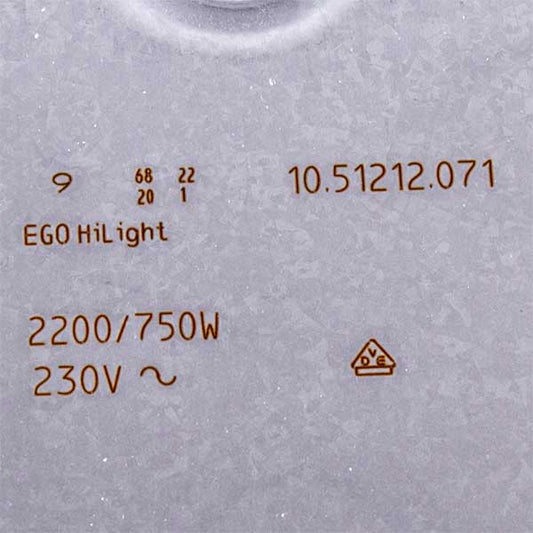 9 68 22 10.51212.071
20 1
EGO HiLight
2200/750W
230V ~
VDE